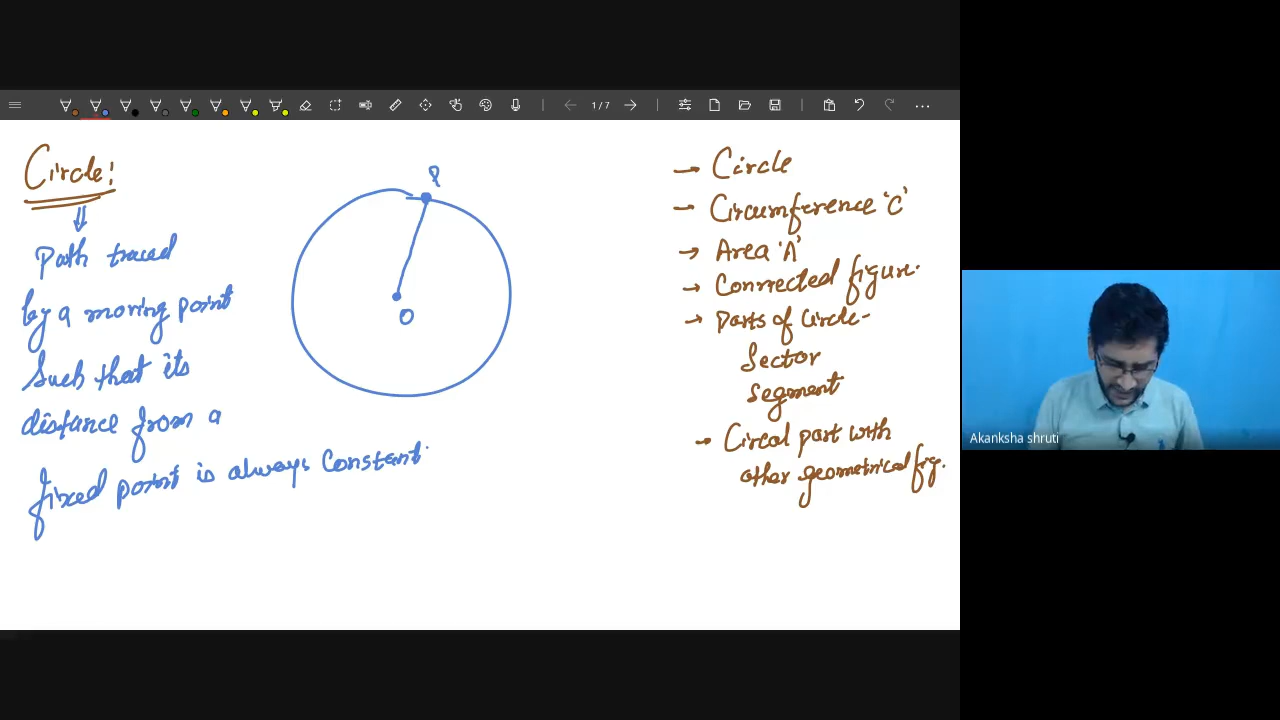 1/7
Circle:
Path traced
by a moving point
Such that its
distance from a
fixed point is always Constant.
P
O
→ Circle
→ Circumference 'C'
→ Area 'A'
→ Connected figure.
→ Parts of Circle-
Sector
Segment
→ Circal part with
other geometrical fig.
Akanksha shruti